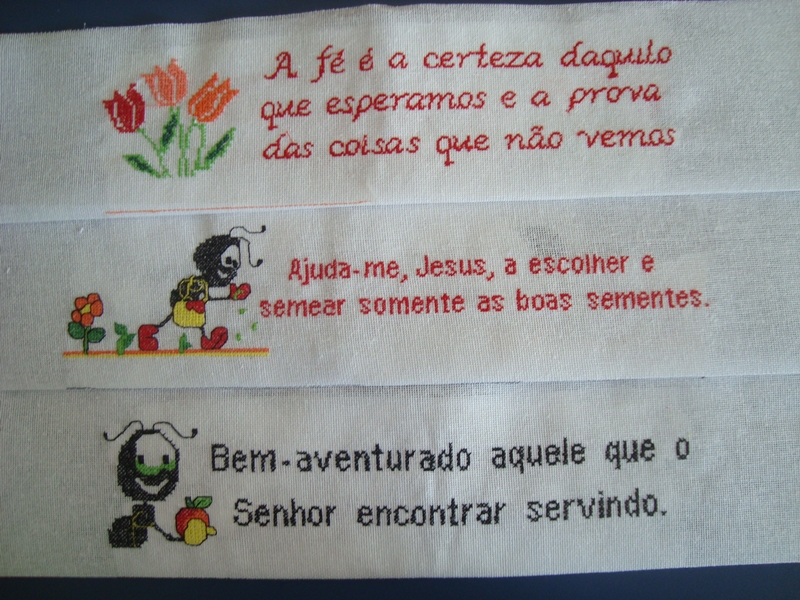 A fé é a certeza daquilo
que esperamos e a prova
das coisas que não vemos
Ajuda-me, Jesus, a escolher e
semear somente as boas sementes.
Bem-aventurado aquele que o
Senhor encontrar servindo.